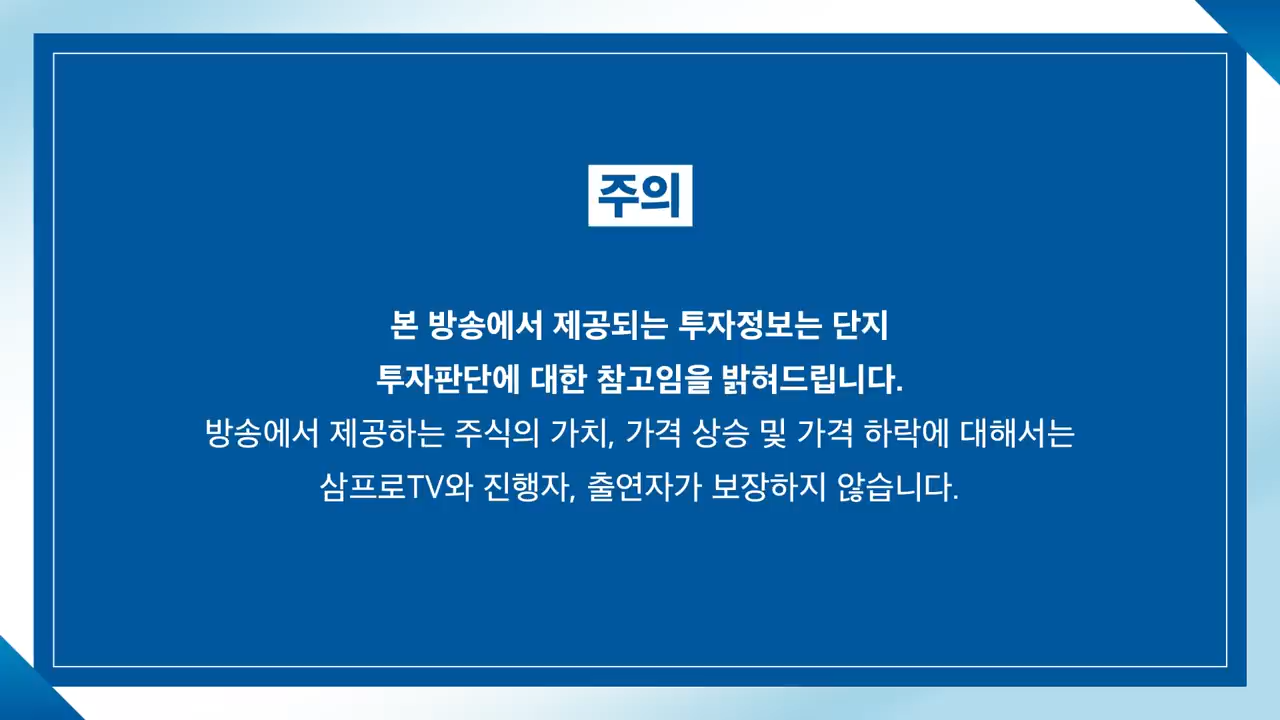 주의
본 방송에서 제공되는 투자정보는 단지
투자판단에 대한 참고임을 밝혀드립니다.
방송에서 제공하는 주식의 가치, 가격 상승 및 가격 하락에 대해서는
삼프로TV와 진행자, 출연자가 보장하지 않습니다.